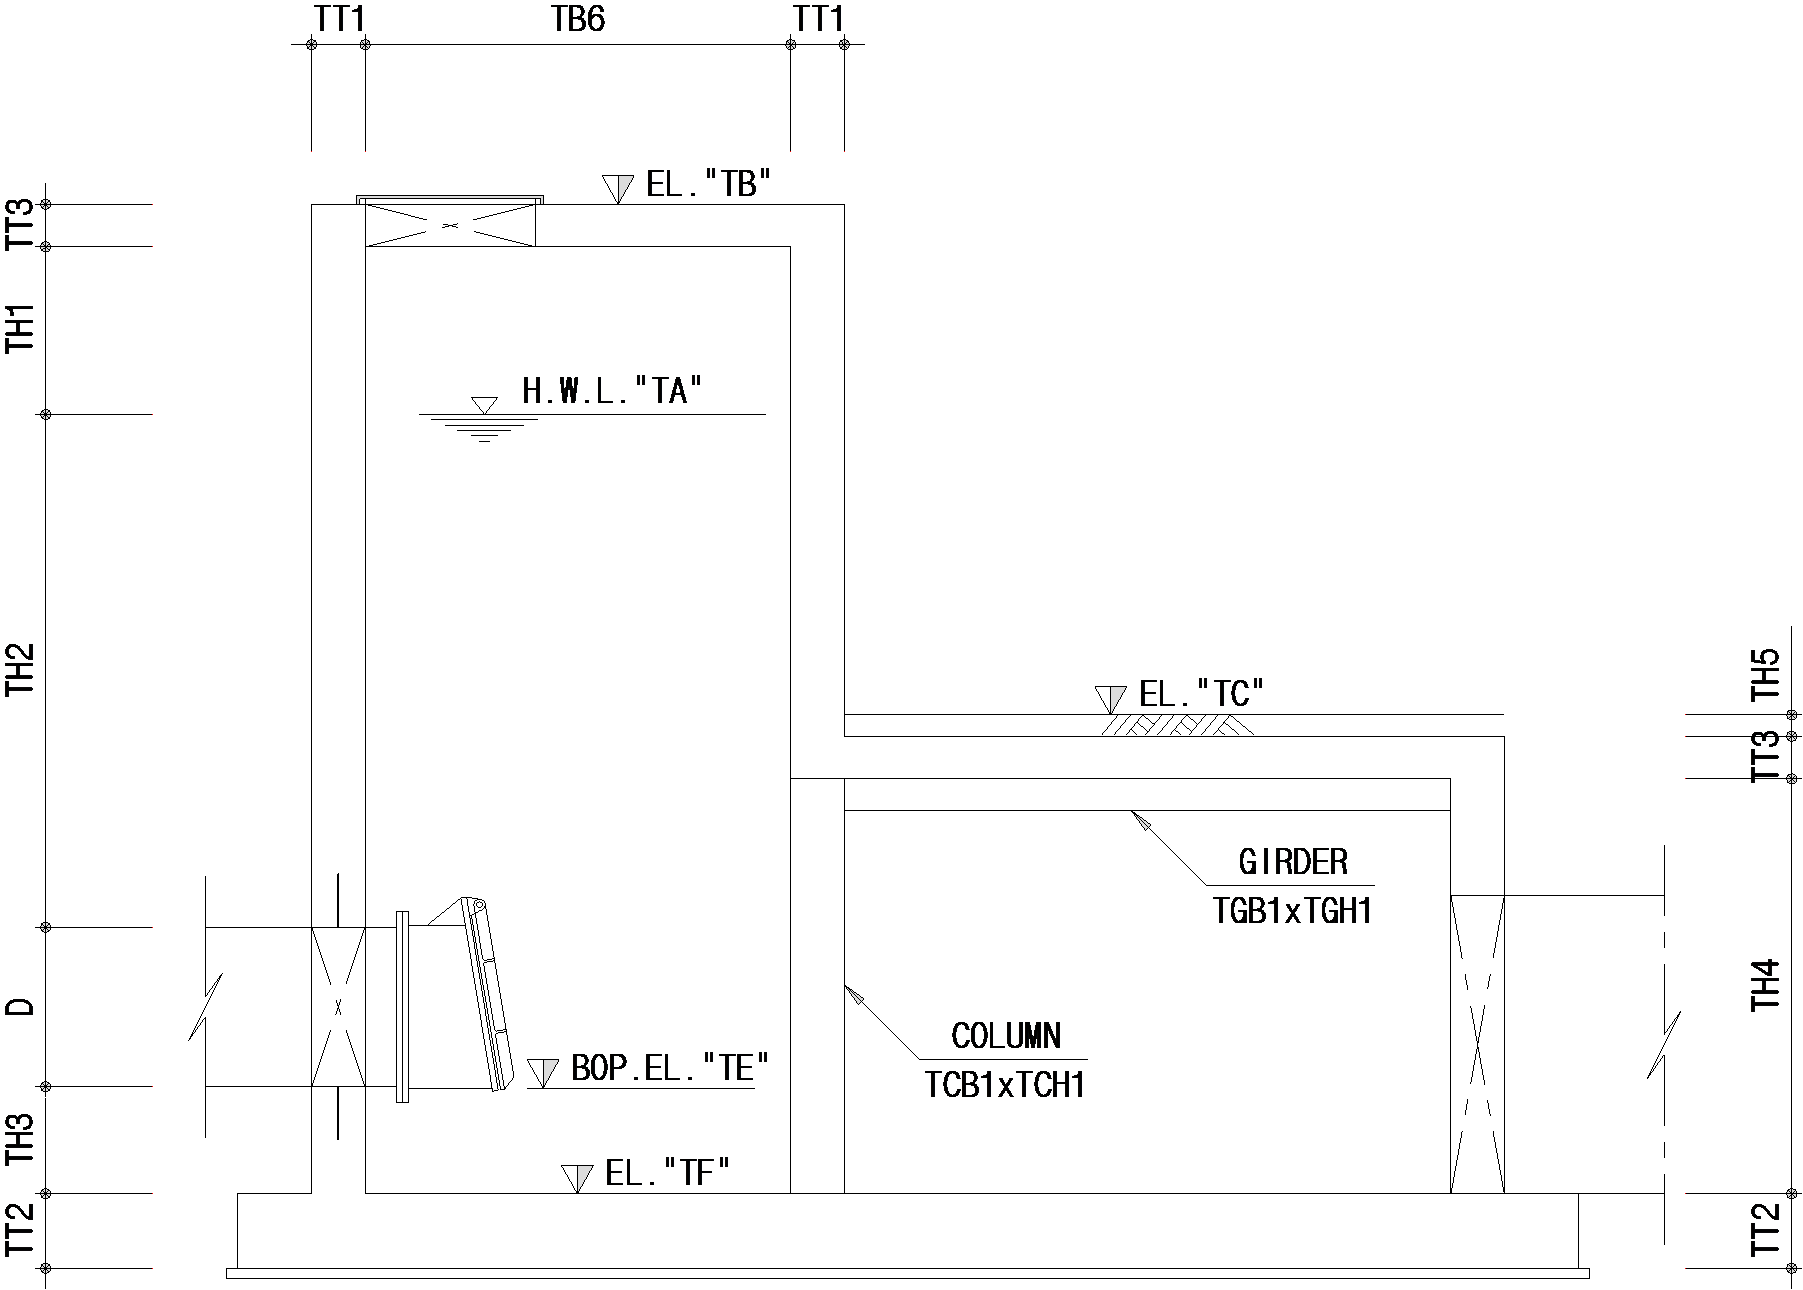 TT1 TB6 TT1
EL."TB"
TT3
TH1
H.W.L."TA"
TH2
EL."TC"
TH5
TT3
GIRDER
TGB1xTGH1
D
TH4
COLUMN
TCB1xTCH1
BOP.EL."TE"
TH3
EL."TF"
TT2
TT2